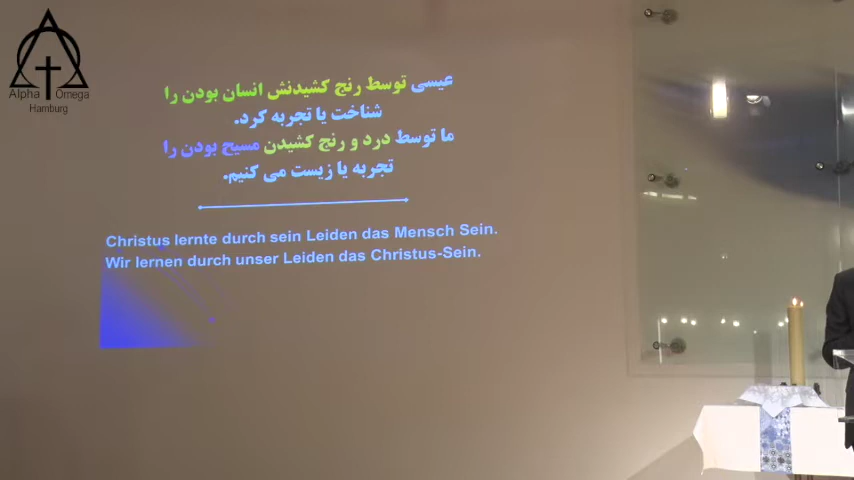 Alpha Omega
Hamburg
عیسی توسط رنج کشیدنش انسان بودن را
شناخت یا تجربه کرد.
ما توسط درد و رنج کشیدن مسیح بودن را
تجربه یا زیست می کنیم.
Christus lernte durch sein Leiden das Mensch Sein.
Wir lernen durch unser Leiden das Christus-Sein.